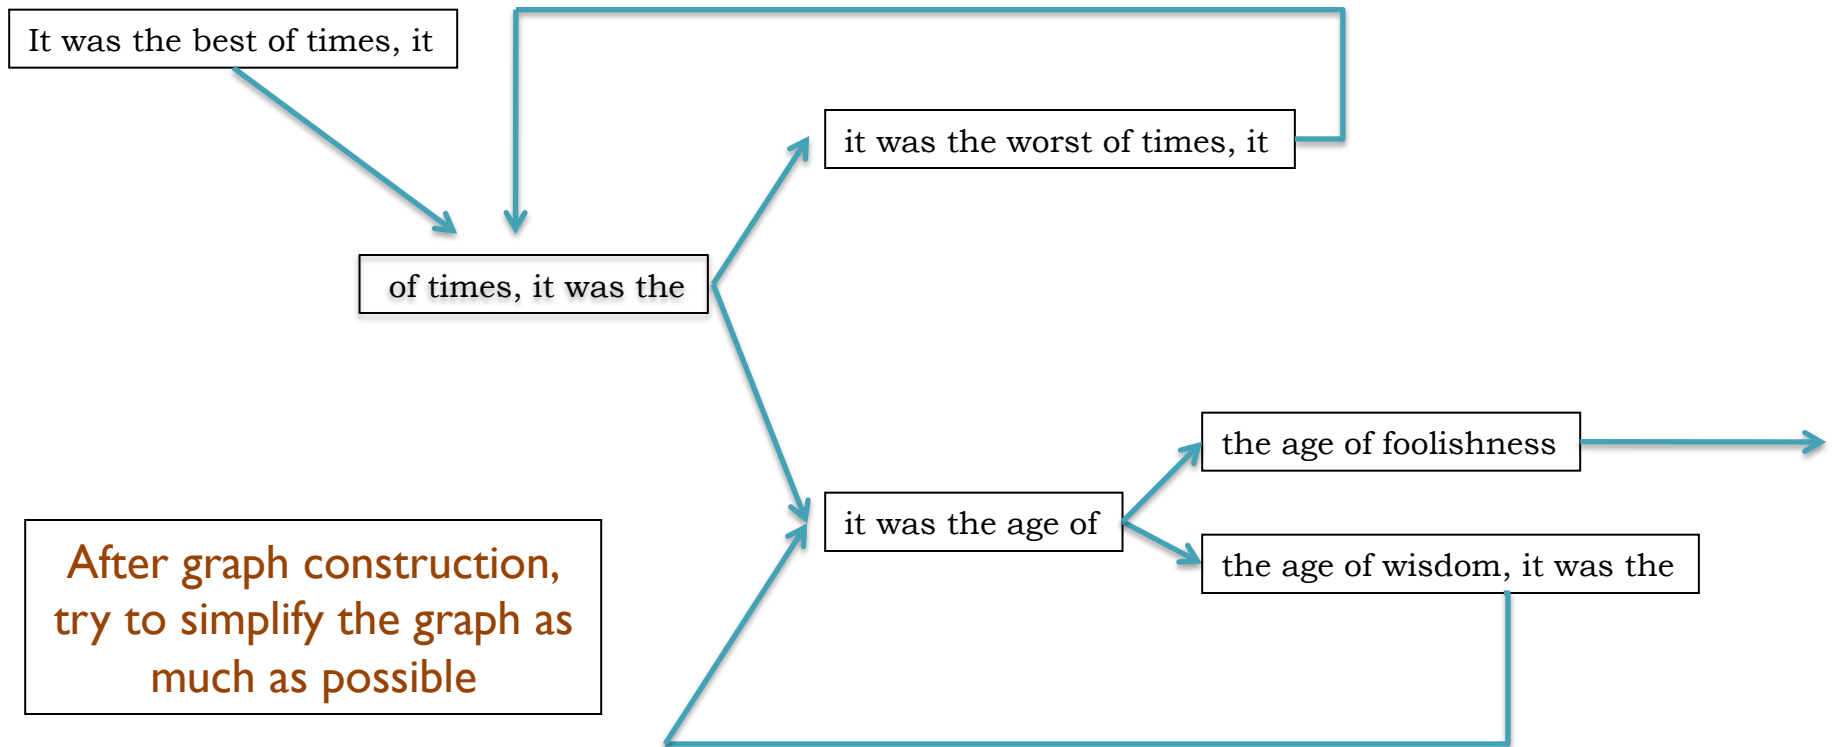 It was the best of times, it
it was the worst of times, it
of times, it was the
the age of foolishness
it was the age of
the age of wisdom, it was the
After graph construction,
try to simplify the graph as
much as possible